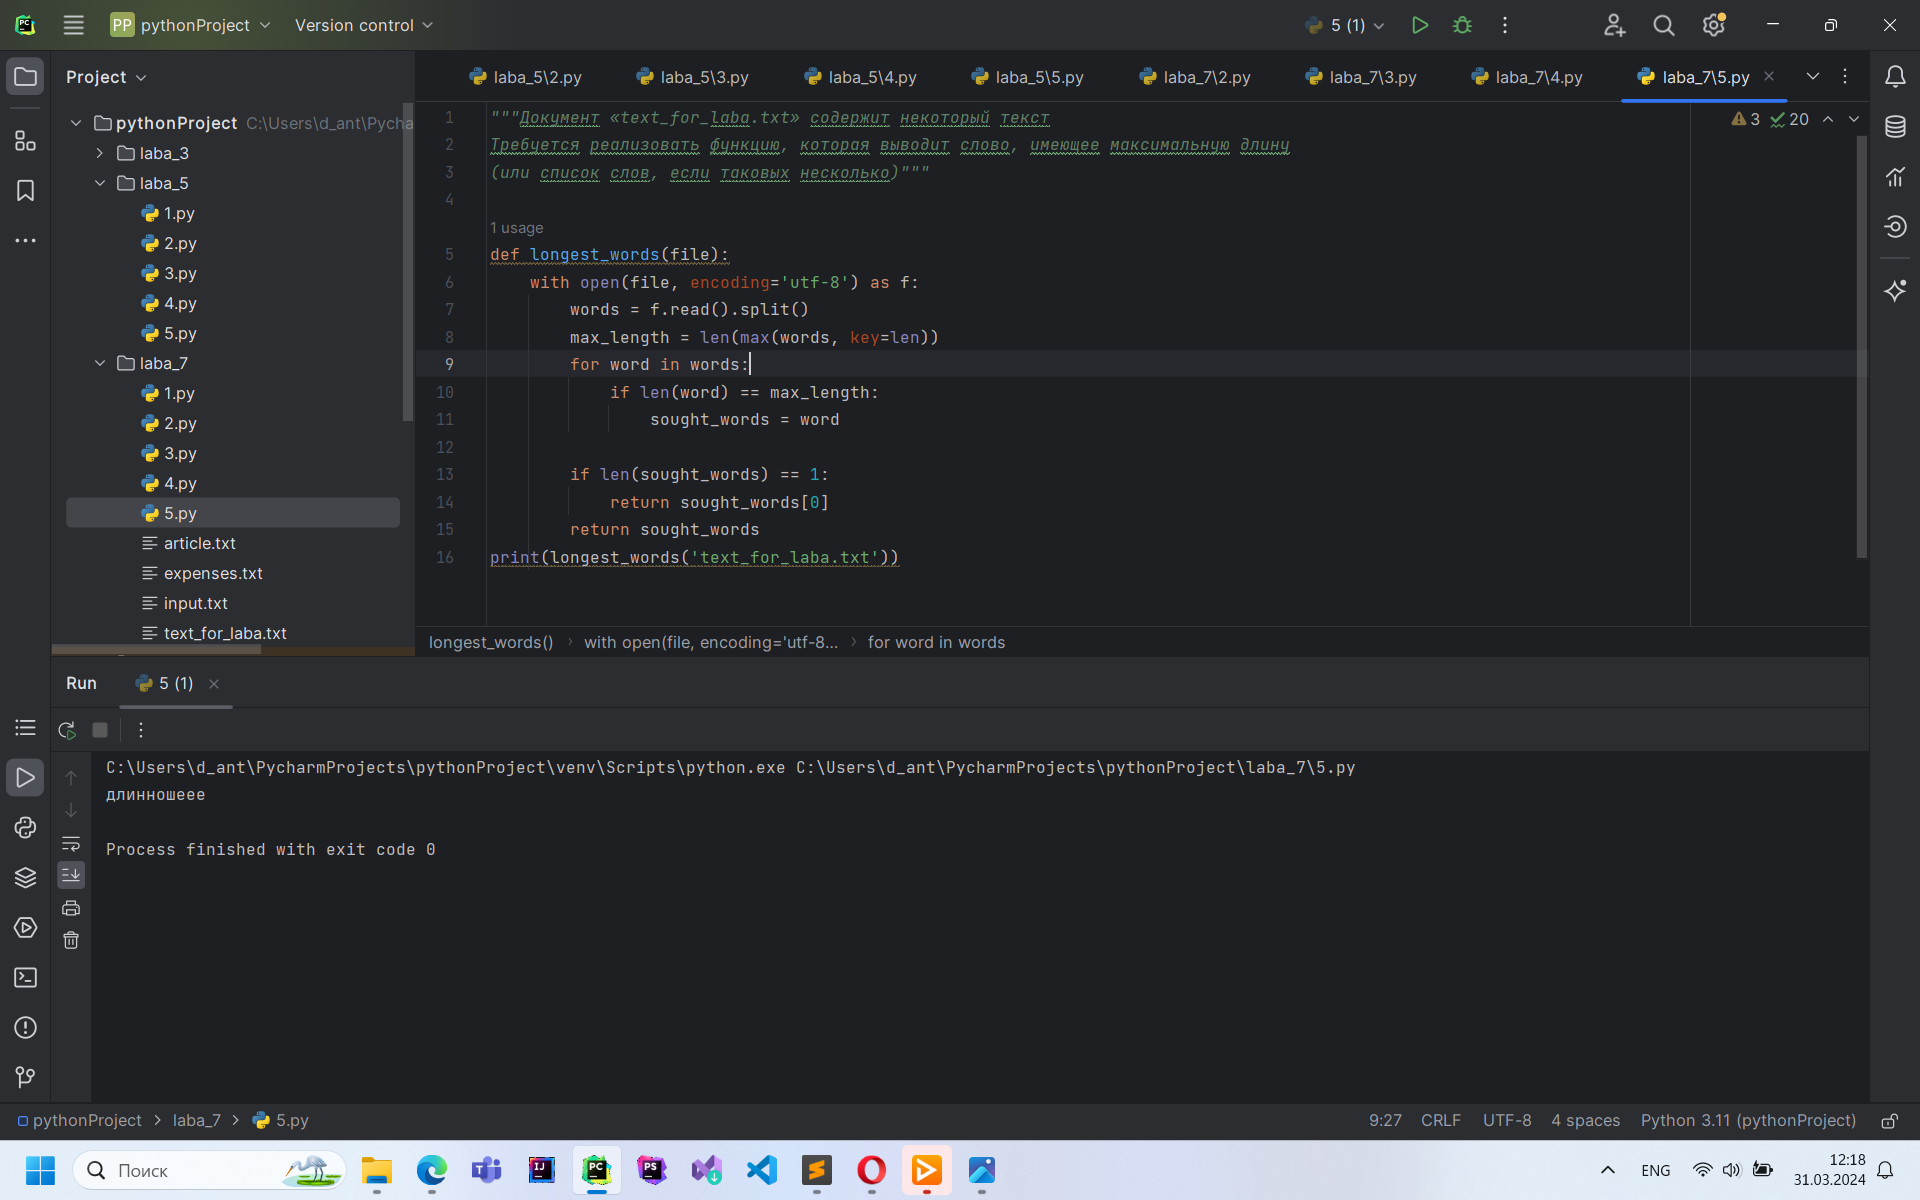 PP pythonProject Version control 5 (1)
Project
laba_5\2.py laba_5\3.py laba_5\4.py laba_5\5.py laba_7\2.py laba_7\3.py laba_7\4.py laba_7\5.py
pythonProject C:\Users\d_ant\Pycha
laba_3
laba_5
1.py
2.py
3.py
4.py
5.py
laba_7
1.py
2.py
3.py
4.py
5.py
article.txt
expenses.txt
input.txt
text_for_laba.txt
3 20
1 """Документ «text_for_laba.txt» содержит некоторый текст
2 Требуется реализовать функцию, которая выводит слово, имеющее максимальную длину
3 (или список слов, если таковых несколько)"""
4
1 usage
5 def longest_words(file):
6 with open(file, encoding='utf-8') as f:
7 words = f.read().split()
8 max_length = len(max(words, key=len))
9 for word in words:
10 if len(word) == max_length:
11 sought_words = word
12
13 if len(sought_words) == 1:
14 return sought_words[0]
15 return sought_words
16 print(longest_words('text_for_laba.txt'))
longest_words() › with open(file, encoding='utf-8... › for word in words
Run 5 (1)
C:\Users\d_ant\PycharmProjects\pythonProject\venv\Scripts\python.exe C:\Users\d_ant\PycharmProjects\pythonProject\laba_7\5.py
длинношеее
Process finished with exit code 0
pythonProject > laba_7 > 5.py 9:27 CRLF UTF-8 4 spaces Python 3.11 (pythonProject)
Поиск
IJ PC PS
ENG
12:18
31.03.2024